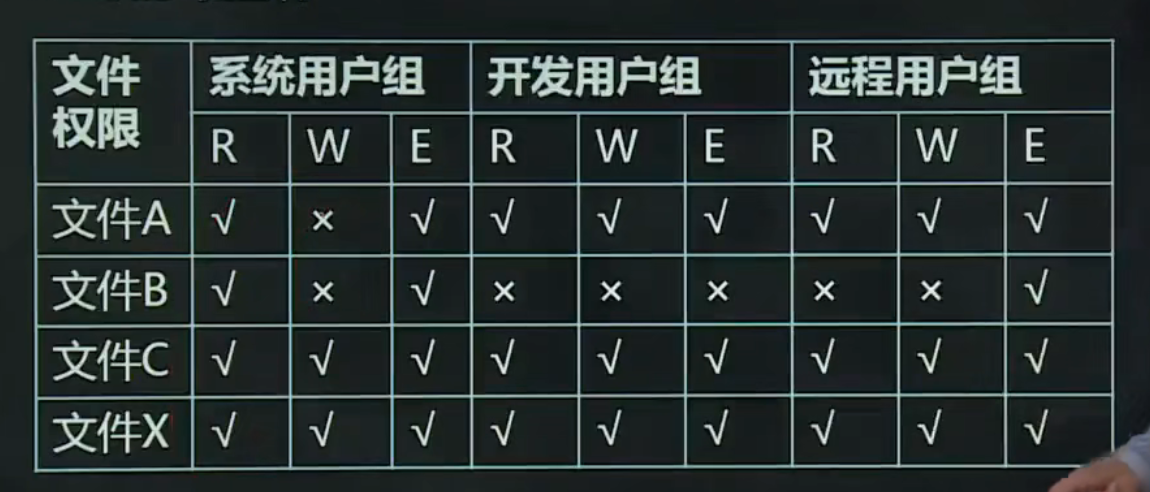 文件权限 系统用户组 开发用户组 远程用户组
R W E R W E R W E
文件A √ × √ √ √ √ √ √ √
文件B √ × √ × × × × × √
文件C √ √ √ √ √ √ √ √ √
文件X √ √ √ √ √ √ √ √ √